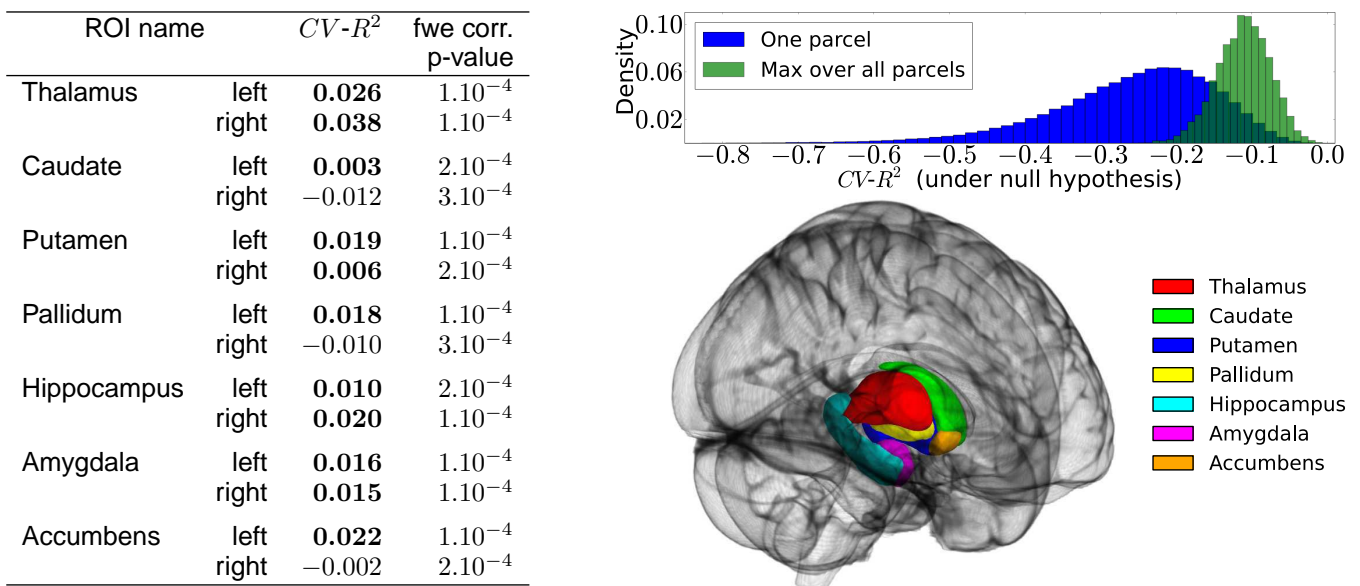 ROI name CV-R² fwe corr.
p-value
Thalamus left 0.026 1.10⁻⁴
right 0.038 1.10⁻⁴
Caudate left 0.003 2.10⁻⁴
right −0.012 3.10⁻⁴
Putamen left 0.019 1.10⁻⁴
right 0.006 2.10⁻⁴
Pallidum left 0.018 1.10⁻⁴
right −0.010 3.10⁻⁴
Hippocampus left 0.010 2.10⁻⁴
right 0.020 1.10⁻⁴
Amygdala left 0.016 1.10⁻⁴
right 0.015 1.10⁻⁴
Accumbens left 0.022 1.10⁻⁴
right −0.002 2.10⁻⁴
Density
0.10
0.06
0.02
One parcel
Max over all parcels
−0.8 −0.7 −0.6 −0.5 −0.4 −0.3 −0.2 −0.1 0.0
CV-R² (under null hypothesis)
Thalamus
Caudate
Putamen
Pallidum
Hippocampus
Amygdala
Accumbens